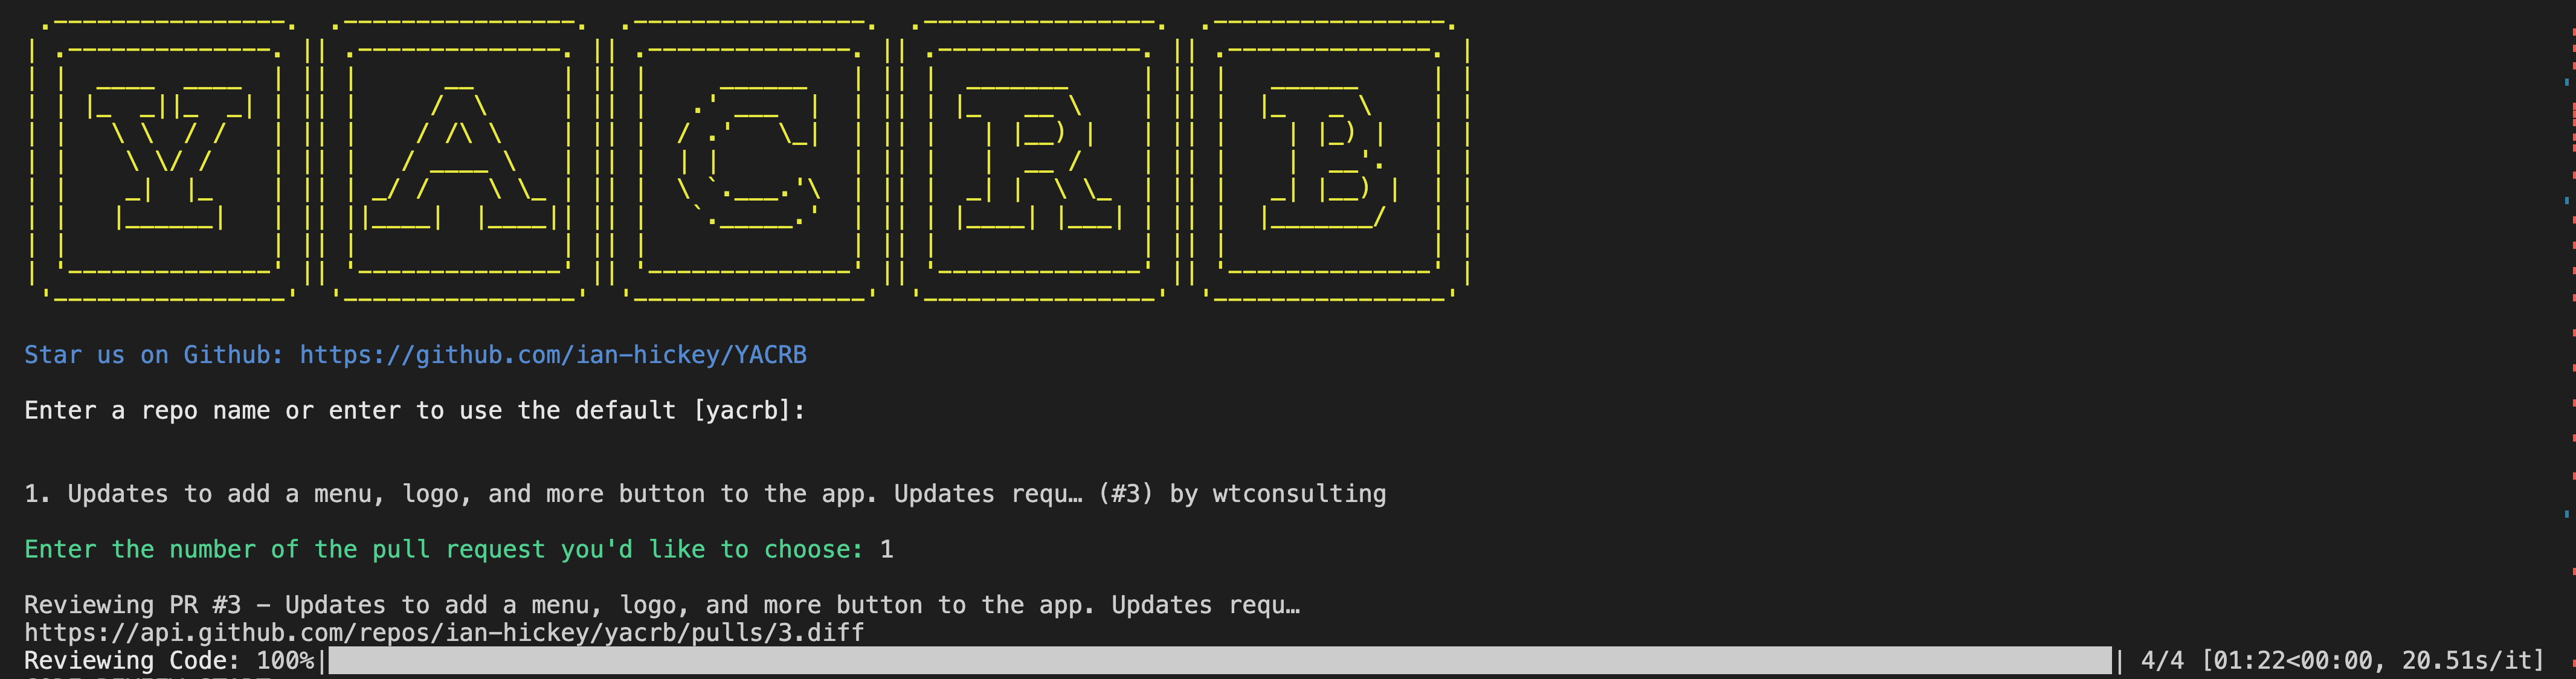 YACRB
Star us on Github: https://github.com/ian-hickey/YACRB
Enter a repo name or enter to use the default [yacrb]:
1. Updates to add a menu, logo, and more button to the app. Updates requ… (#3) by wtconsulting
Enter the number of the pull request you'd like to choose: 1
Reviewing PR #3 - Updates to add a menu, logo, and more button to the app. Updates requ…
https://api.github.com/repos/ian-hickey/yacrb/pulls/3.diff
Reviewing Code: 100%| | 4/4 [01:22<00:00, 20.51s/it]